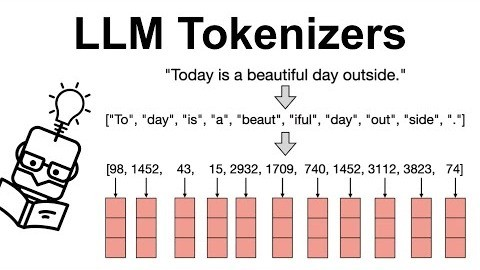 LLM Tokenizers
"Today is a beautiful day outside."
["To", "day", "is", "a", "beaut", "iful", "day", "out", "side", "."]
[98, 1452, 43, 15, 2932, 1709, 740, 1452, 3112, 3823, 74]